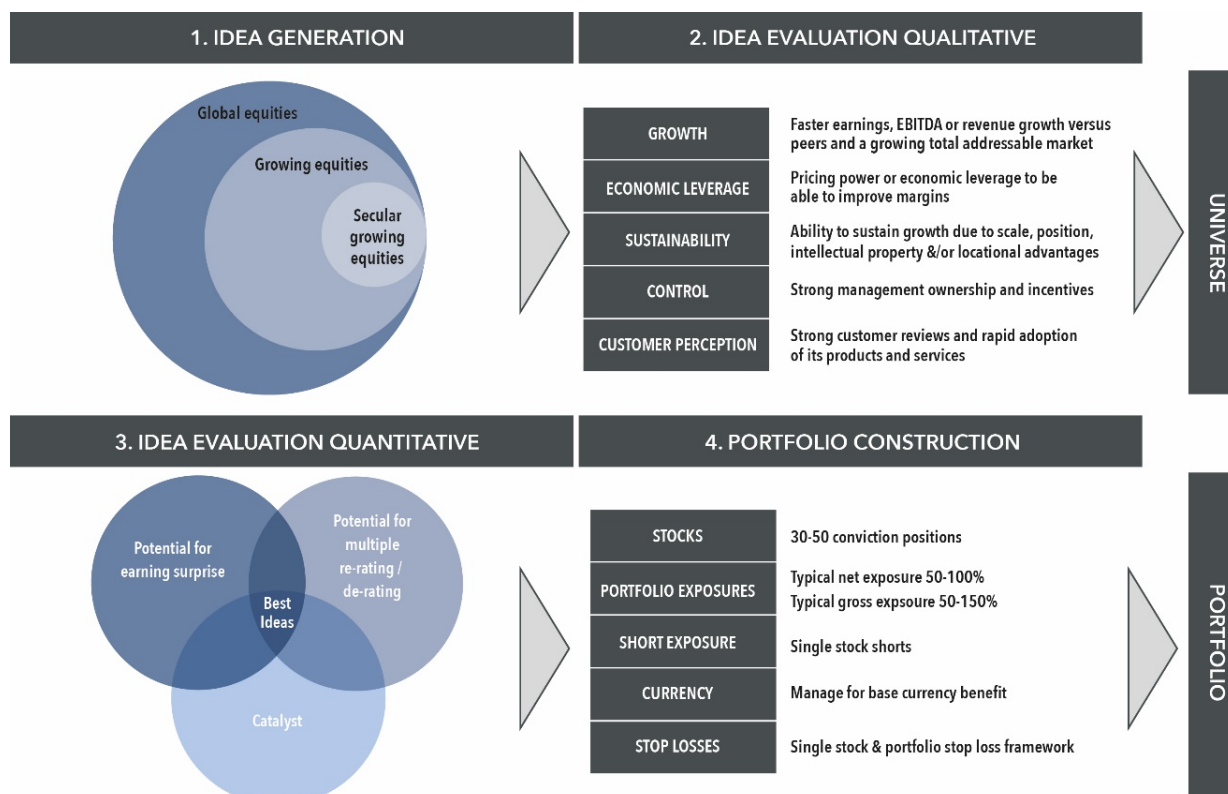 1. IDEA GENERATION
2. IDEA EVALUATION QUALITATIVE
Global equities
Growing equities
Secular
growing
equities
GROWTH
Faster earnings, EBITDA or revenue growth versus
peers and a growing total addressable market
ECONOMIC LEVERAGE
Pricing power or economic leverage to be
able to improve margins
SUSTAINABILITY
Ability to sustain growth due to scale, position,
intellectual property &/or locational advantages
CONTROL
Strong management ownership and incentives
CUSTOMER PERCEPTION
Strong customer reviews and rapid adoption
of its products and services
UNIVERSE
3. IDEA EVALUATION QUANTITATIVE
4. PORTFOLIO CONSTRUCTION
Potential for
earning surprise
Potential for
multiple
re-rating /
de-rating
Best
Ideas
Catalyst
STOCKS
30-50 conviction positions
PORTFOLIO EXPOSURES
Typical net exposure 50-100%
Typical gross expsoure 50-150%
SHORT EXPOSURE
Single stock shorts
CURRENCY
Manage for base currency benefit
STOP LOSSES
Single stock & portfolio stop loss framework
PORTFOLIO